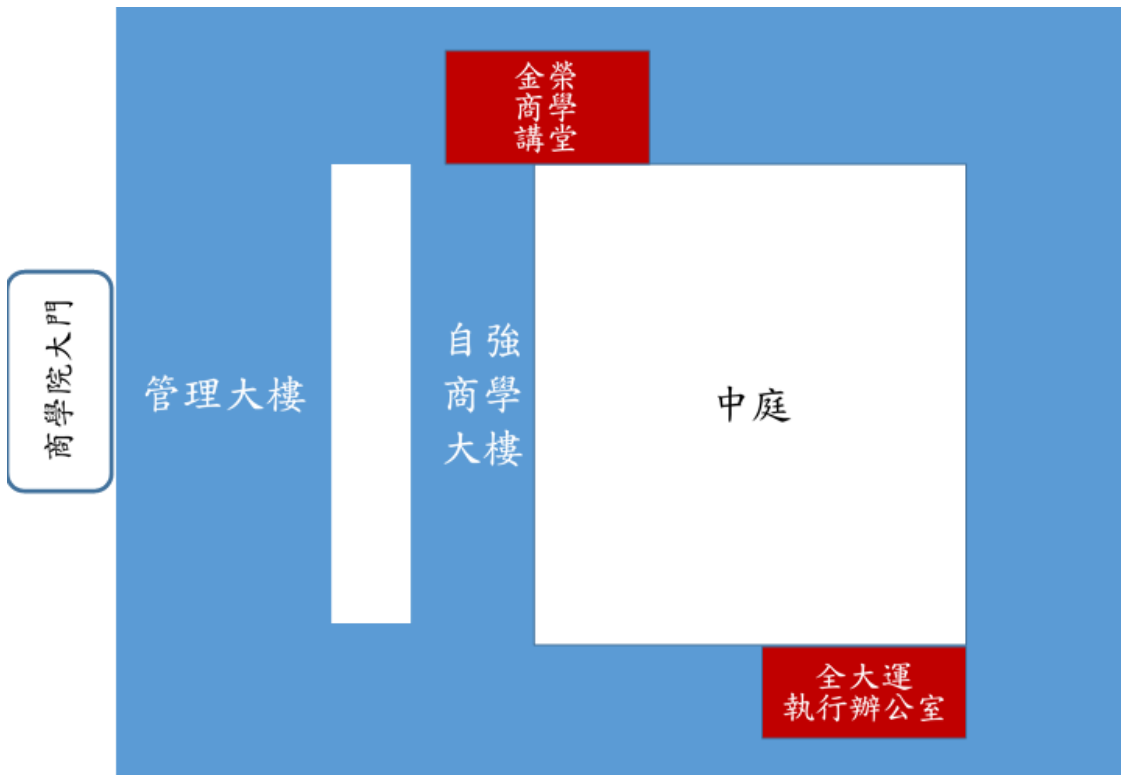 金榮
商學
講堂
商學院大門
管理大樓
自強
商學
大樓
中庭
全大運
執行辦公室